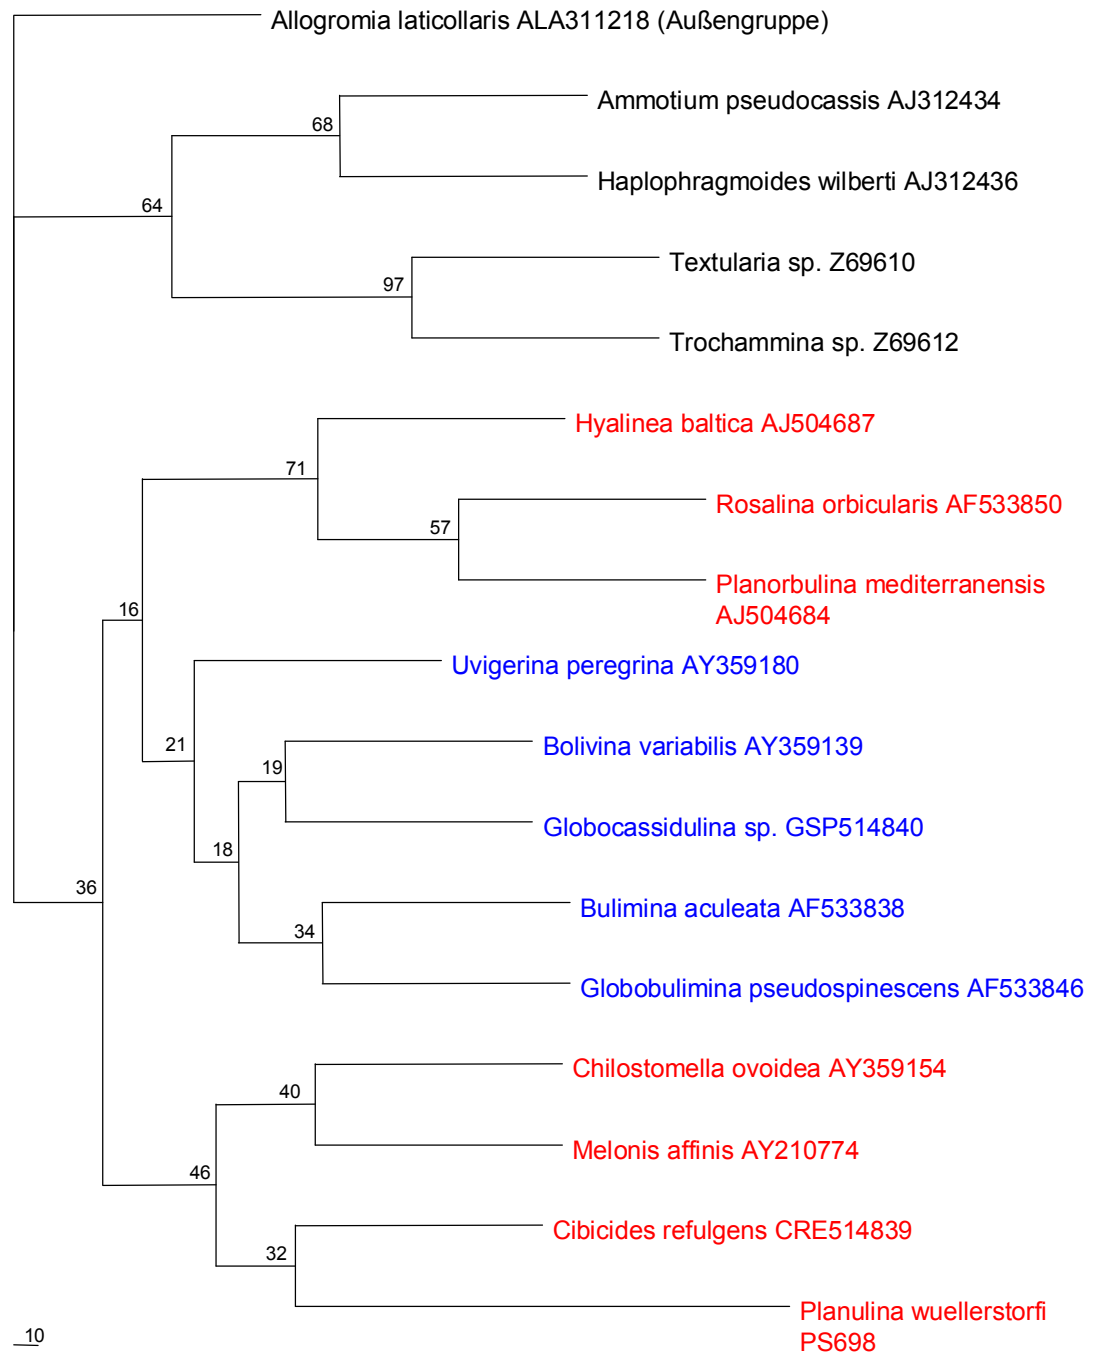 Allogromia laticollaris ALA311218 (Außengruppe)
Ammotium pseudocassis AJ312434
68
Haplophragmoides wilberti AJ312436
64
Textularia sp. Z69610
97
Trochammina sp. Z69612
Hyalinea baltica AJ504687
71
Rosalina orbicularis AF533850
57
Planorbulina mediterranensis
AJ504684
16
Uvigerina peregrina AY359180
21
Bolivina variabilis AY359139
19
Globocassidulina sp. GSP514840
18
36
Bulimina aculeata AF533838
34
Globobulimina pseudospinescens AF533846
Chilostomella ovoidea AY359154
40
Melonis affinis AY210774
46
Cibicides refulgens CRE514839
32
Planulina wuellerstorfi
PS698
10